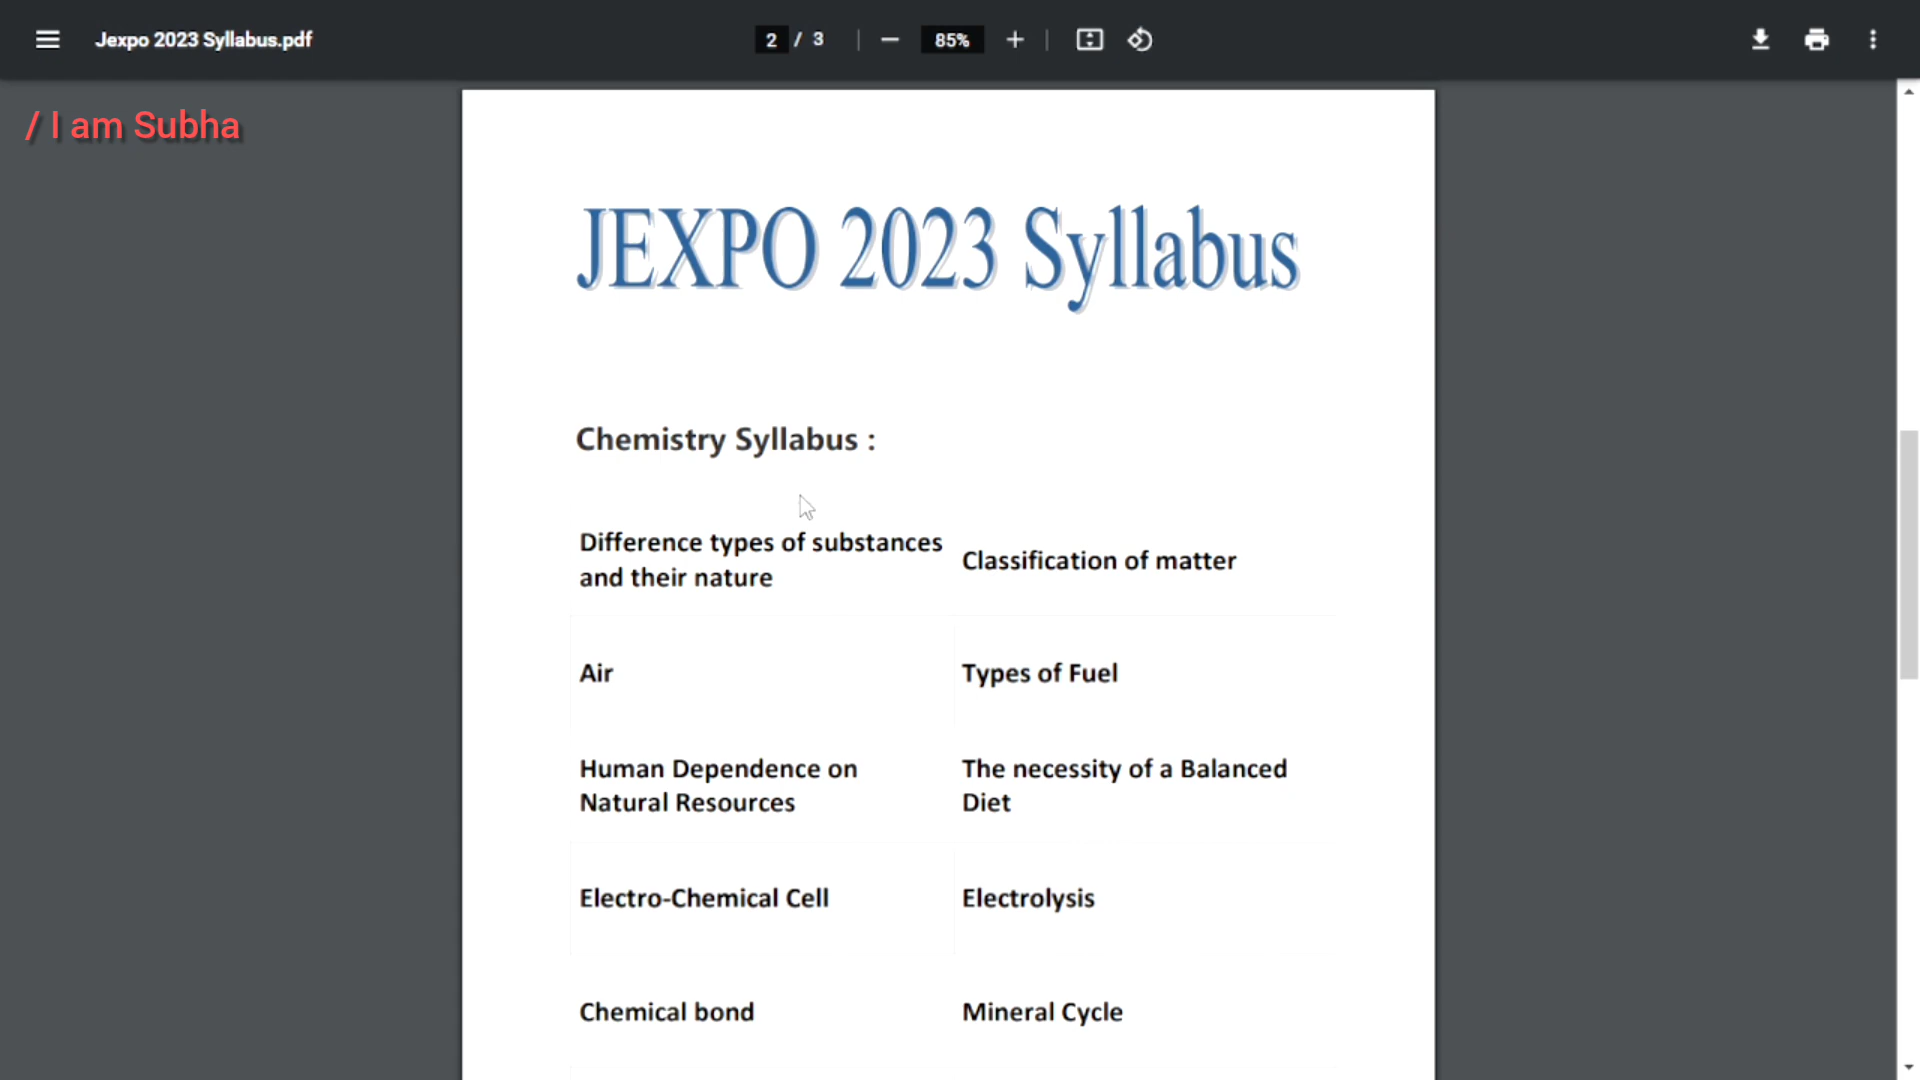 Jexpo 2023 Syllabus.pdf
2 / 3
85%
/ I am Subha
JEXPO 2023 Syllabus
Chemistry Syllabus :
Difference types of substances
and their nature
Classification of matter
Air
Types of Fuel
Human Dependence on
Natural Resources
The necessity of a Balanced
Diet
Electro-Chemical Cell
Electrolysis
Chemical bond
Mineral Cycle